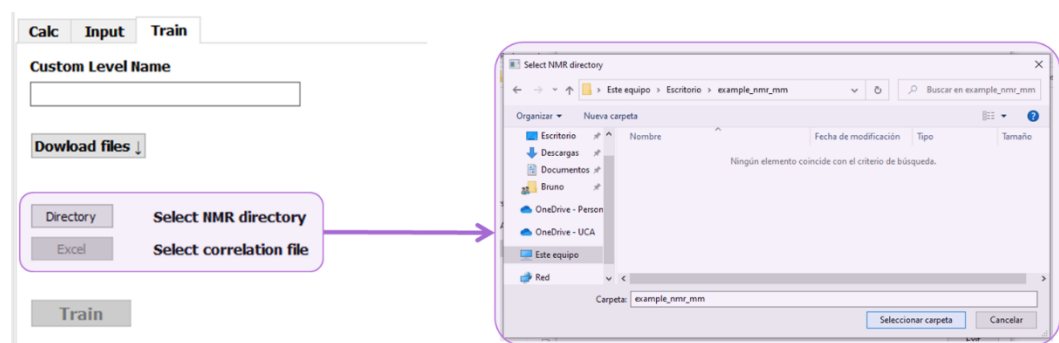 Calc Input Train
Custom Level Name
Dowload files ↓
Directory Select NMR directory
Excel Select correlation file
Train
Select NMR directory
Este equipo › Escritorio › example_nmr_mm
Buscar en example_nmr_mm
Organizar Nueva carpeta
Nombre Fecha de modificación Tipo Tamaño
Escritorio
Descargas
Documentos
Bruno
OneDrive - Person
OneDrive - UCA
Este equipo
Red
Ningún elemento coincide con el criterio de búsqueda.
Carpeta: example_nmr_mm
Seleccionar carpeta Cancelar